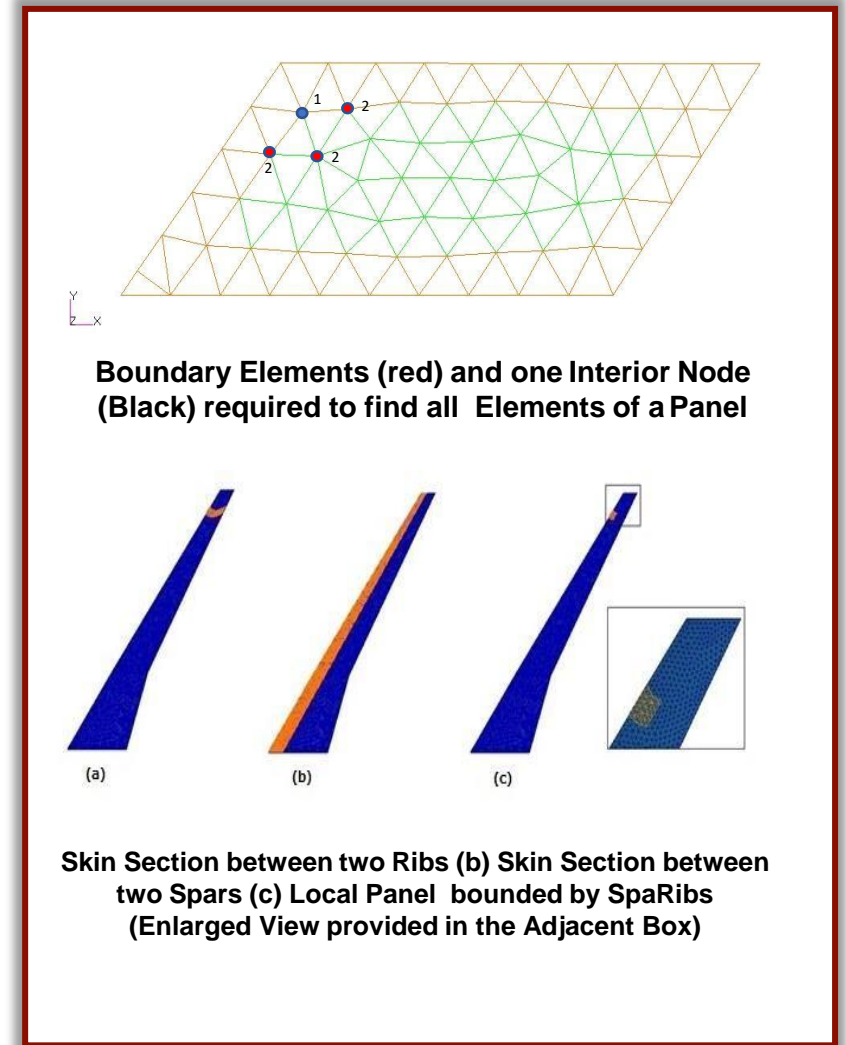 1
2
2
2
Y
Z X
Boundary Elements (red) and one Interior Node
(Black) required to find all Elements of a Panel
(a)
(b)
(c)
Skin Section between two Ribs (b) Skin Section between
two Spars (c) Local Panel bounded by SpaRibs
(Enlarged View provided in the Adjacent Box)